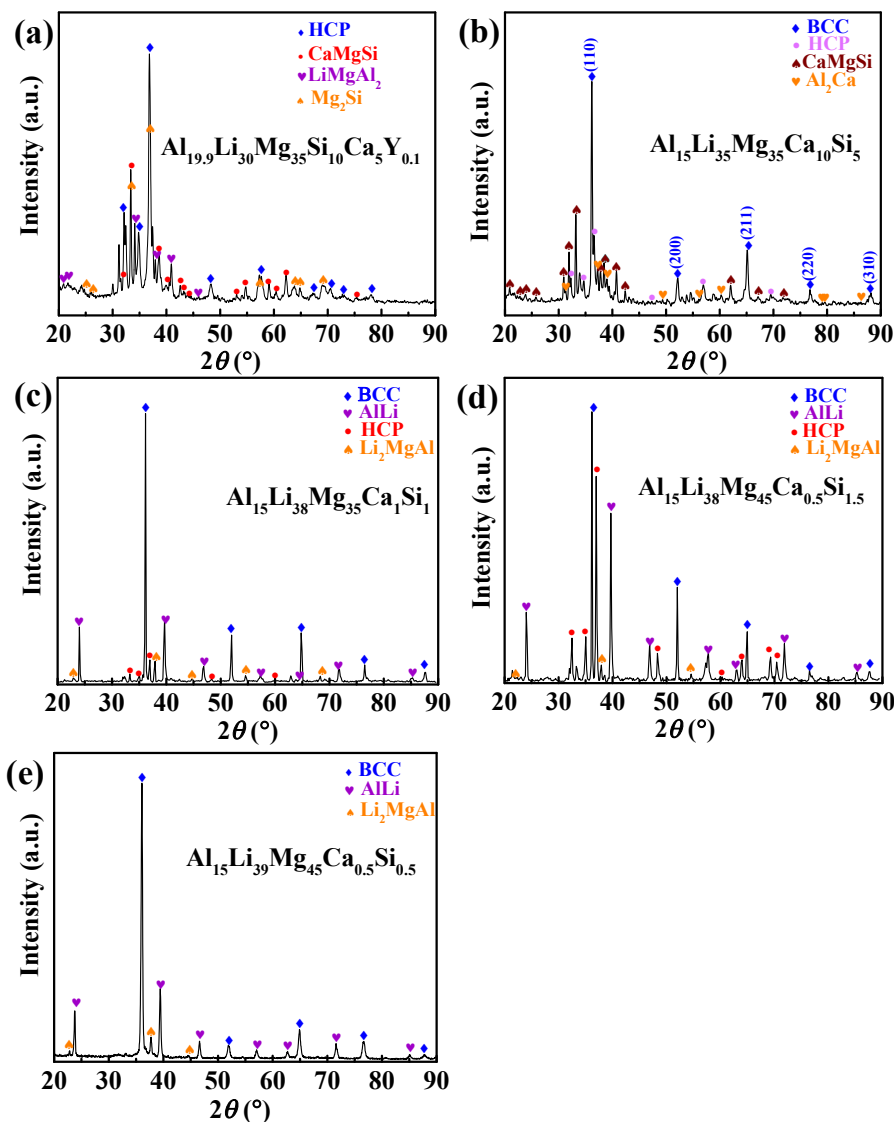 (a)
HCP
CaMgSi
LiMgAl₂
Mg₂Si
Al₁₉.₉Li₃₀Mg₃₅Si₁₀Ca₅Y₀.₁
Intensity (a.u.)
20 30 40 50 60 70 80 90
2θ (°)
(b)
BCC
HCP
CaMgSi
Al₂Ca
Al₁₅Li₃₅Mg₃₅Ca₁₀Si₅
(110)
(200)
(211)
(220)
(310)
Intensity (a.u.)
20 30 40 50 60 70 80 90
2θ (°)
(c)
BCC
AlLi
HCP
Li₂MgAl
Al₁₅Li₃₈Mg₃₅Ca₁Si₁
Intensity (a.u.)
20 30 40 50 60 70 80 90
2θ (°)
(d)
BCC
AlLi
HCP
Li₂MgAl
Al₁₅Li₃₈Mg₄₅Ca₀.₅Si₁.₅
Intensity (a.u.)
20 30 40 50 60 70 80 90
2θ (°)
(e)
BCC
AlLi
Li₂MgAl
Al₁₅Li₃₉Mg₄₅Ca₀.₅Si₀.₅
Intensity (a.u.)
20 30 40 50 60 70 80 90
2θ (°)